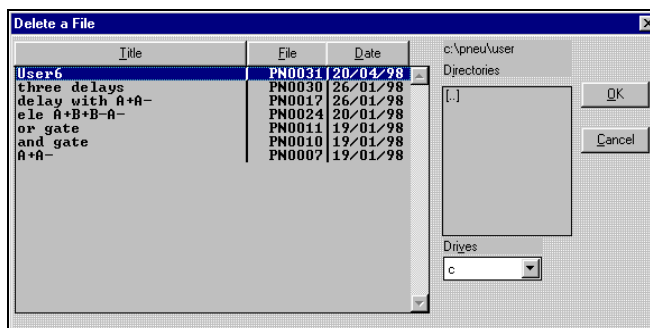 Delete a File
Title File Date
User6 PN0031 20/04/98
three delays PN0030 26/01/98
delay with A+A- PN0017 26/01/98
ele A+B+B-A- PN0024 20/01/98
or gate PN0011 19/01/98
and gate PN0010 19/01/98
A+A- PN0007 19/01/98
c:\pneu\user
Directories
[..]
Drives
c
OK
Cancel